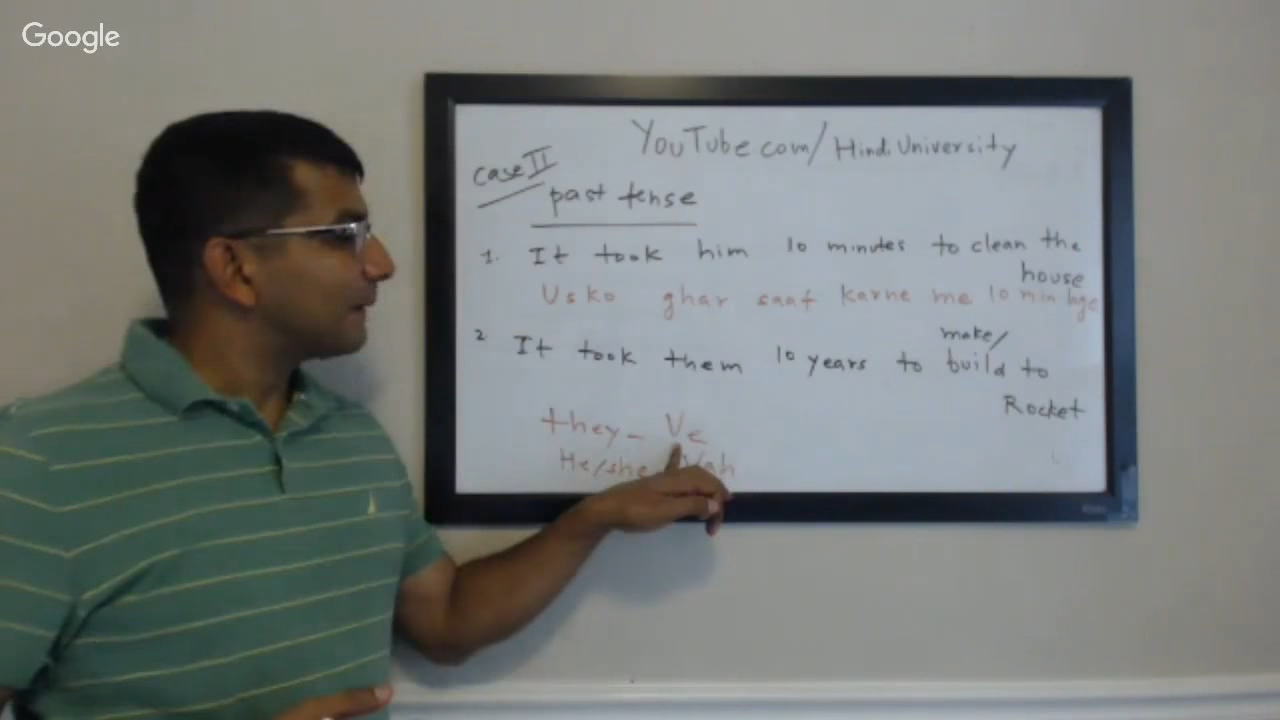 Google
YouTube.com/HindiUniversity
Case II
past tense
1. It took him 10 minutes to clean the
house
Usko ghar saaf karne me 10 min lage
2 It took them 10 years to make/
build to
Rocket
they - Ve
He/she Vah